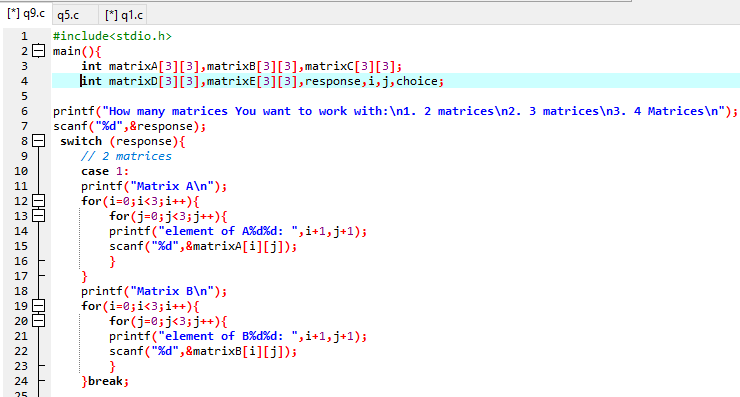 [*] q9.c q5.c [*] q1.c
1 #include<stdio.h>
2 main(){
3 int matrixA[3][3],matrixB[3][3],matrixC[3][3];
4 int matrixD[3][3],matrixE[3][3],response,i,j,choice;
5
6 printf("How many matrices You want to work with:\n1. 2 matrices\n2. 3 matrices\n3. 4 Matrices\n");
7 scanf("%d",&response);
8 switch (response){
9 // 2 matrices
10 case 1:
11 printf("Matrix A\n");
12 for(i=0;i<3;i++){
13 for(j=0;j<3;j++){
14 printf("element of A%d%d: ",i+1,j+1);
15 scanf("%d",&matrixA[i][j]);
16 }
17 }
18 printf("Matrix B\n");
19 for(i=0;i<3;i++){
20 for(j=0;j<3;j++){
21 printf("element of B%d%d: ",i+1,j+1);
22 scanf("%d",&matrixB[i][j]);
23 }
24 }break;
25